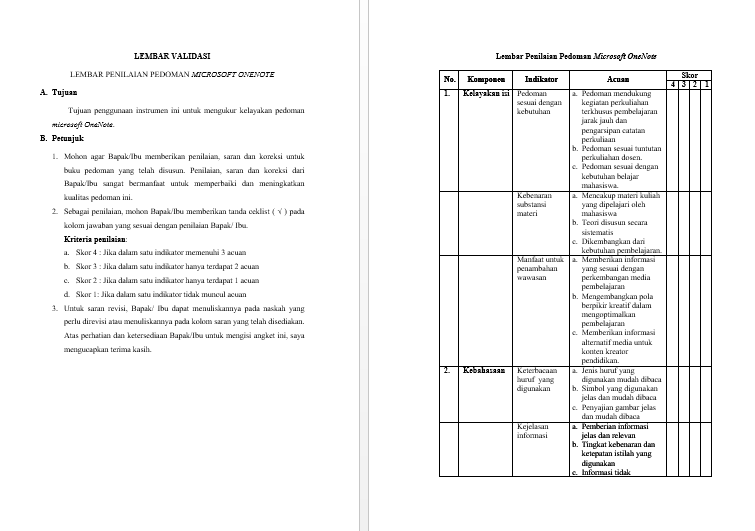 LEMBAR VALIDASI
LEMBAR PENILAIAN PEDOMAN MICROSOFT ONENOTE
A. Tujuan
Tujuan penggunaan instrumen ini untuk mengukur kelayakan pedoman
microsoft OneNote.
B. Petunjuk
1. Mohon agar Bapak/Ibu memberikan penilaian, saran dan koreksi untuk
buku pedoman yang telah disusun. Penilaian, saran dan koreksi dari
Bapak/Ibu sangat bermanfaat untuk memperbaiki dan meningkatkan
kualitas pedoman ini.
2. Sebagai penilaian, mohon Bapak/Ibu memberikan tanda ceklist ( √ ) pada
kolom jawaban yang sesuai dengan penilaian Bapak/ Ibu.
Kriteria penilaian:
a. Skor 4 : Jika dalam satu indikator memenuhi 3 acuan
b. Skor 3 : Jika dalam satu indikator hanya terdapat 2 acuan
c. Skor 2 : Jika dalam satu indikator hanya terdapat 1 acuan
d. Skor 1: Jika dalam satu indikator tidak muncul acuan
3. Untuk saran revisi, Bapak/ Ibu dapat menuliskannya pada naskah yang
perlu direvisi atau menuliskannya pada kolom saran yang telah disediakan.
Atas perhatian dan ketersediaan Bapak/Ibu untuk mengisi angket ini, saya
mengucapkan terima kasih.
Lembar Penilaian Pedoman Microsoft OneNote
No. Komponen Indikator Acuan Skor
4 3 2 1
1. Kelayakan isi Pedoman sesuai dengan kebutuhan
a. Pedoman mendukung
kegiatan perkuliahan
terkhusus pembelajaran
jarak jauh dan
pengarsipan catatan
perkuliaan
b. Pedoman sesuai tuntutan
perkuliahan dosen.
c. Pedoman sesuai dengan
kebutuhan belajar
mahasiswa.
Kebenaran
substansi
materi
a. Mencakup materi kuliah
yang dipelajari oleh
mahasiswa
b. Teori disusun secara
sistematis
c. Dikembangkan dari
kebutuhan pembelajaran.
Manfaat untuk
penambahan
wawasan
a. Memberikan informasi
yang sesuai dengan
perkembangan media
pembelajaran
b. Mengembangkan pola
berpikir kreatif dalam
mengoptimalkan
pembelajaran
c. Memberikan informasi
alternatif media untuk
konten kreator
pendidikan.
2. Kebahasaan Keterbacaan
huruf yang
digunakan
a. Jenis huruf yang
digunakan mudah dibaca
b. Simbol yang digunakan
jelas dan mudah dibaca
c. Penyajian gambar jelas
dan mudah dibaca
Kejelasan
informasi
a. Pemberian informasi
jelas dan relevan
b. Tingkat kebenaran dan
ketepatan istilah yang
digunakan
c. Informasi tidak